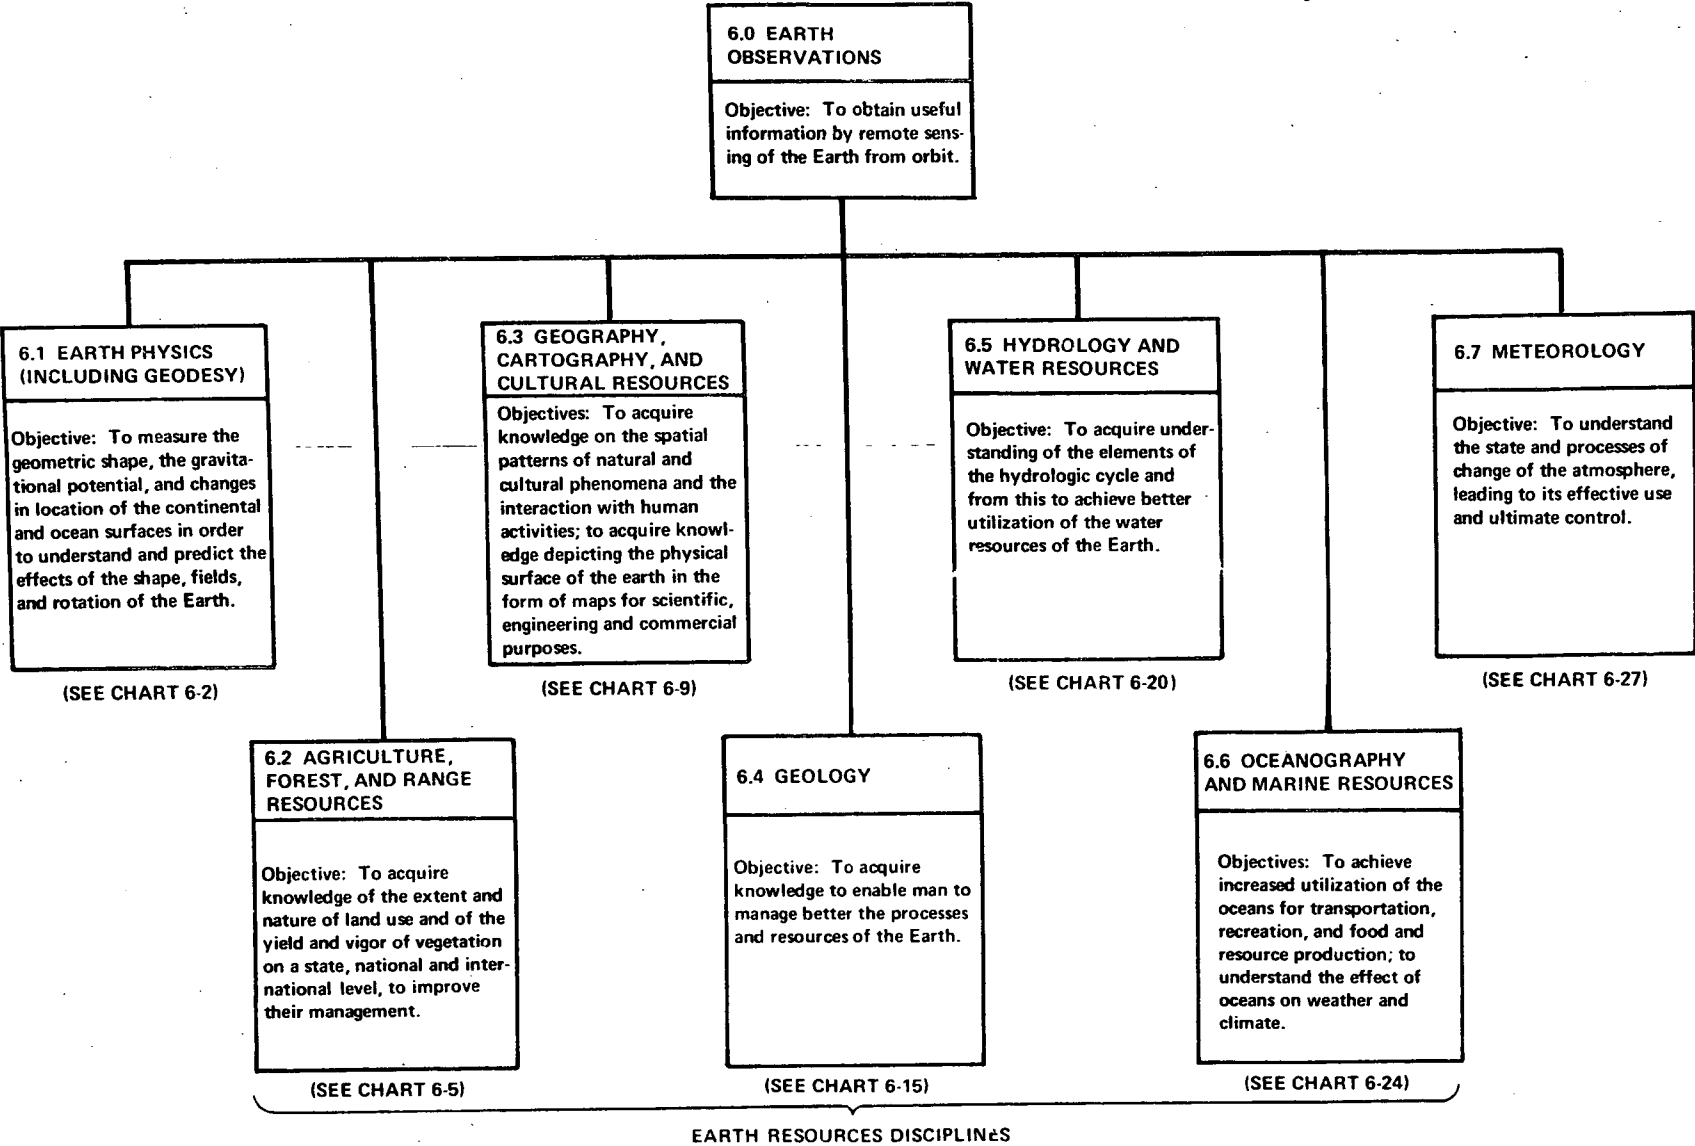 6.0 EARTH
OBSERVATIONS
Objective: To obtain useful
information by remote sens-
ing of the Earth from orbit.
6.1 EARTH PHYSICS
(INCLUDING GEODESY)
Objective: To measure the
geometric shape, the gravita-
tional potential, and changes
in location of the continental
and ocean surfaces in order
to understand and predict the
effects of the shape, fields,
and rotation of the Earth.
(SEE CHART 6-2)
6.3 GEOGRAPHY,
CARTOGRAPHY, AND
CULTURAL RESOURCES
Objectives: To acquire
knowledge on the spatial
patterns of natural and
cultural phenomena and the
interaction with human
activities; to acquire knowl-
edge depicting the physical
surface of the earth in the
form of maps for scientific,
engineering and commercial
purposes.
(SEE CHART 6-9)
6.5 HYDROLOGY AND
WATER RESOURCES
Objective: To acquire under-
standing of the elements of
the hydrologic cycle and
from this to achieve better
utilization of the water
resources of the Earth.
(SEE CHART 6-20)
6.7 METEOROLOGY
Objective: To understand
the state and processes of
change of the atmosphere,
leading to its effective use
and ultimate control.
(SEE CHART 6-27)
6.2 AGRICULTURE,
FOREST, AND RANGE
RESOURCES
Objective: To acquire
knowledge of the extent and
nature of land use and of the
yield and vigor of vegetation
on a state, national and inter-
national level, to improve
their management.
(SEE CHART 6-5)
6.4 GEOLOGY
Objective: To acquire
knowledge to enable man to
manage better the processes
and resources of the Earth.
(SEE CHART 6-15)
6.6 OCEANOGRAPHY
AND MARINE RESOURCES
Objectives: To achieve
increased utilization of the
oceans for transportation,
recreation, and food and
resource production; to
understand the effect of
oceans on weather and
climate.
(SEE CHART 6-24)
EARTH RESOURCES DISCIPLINES